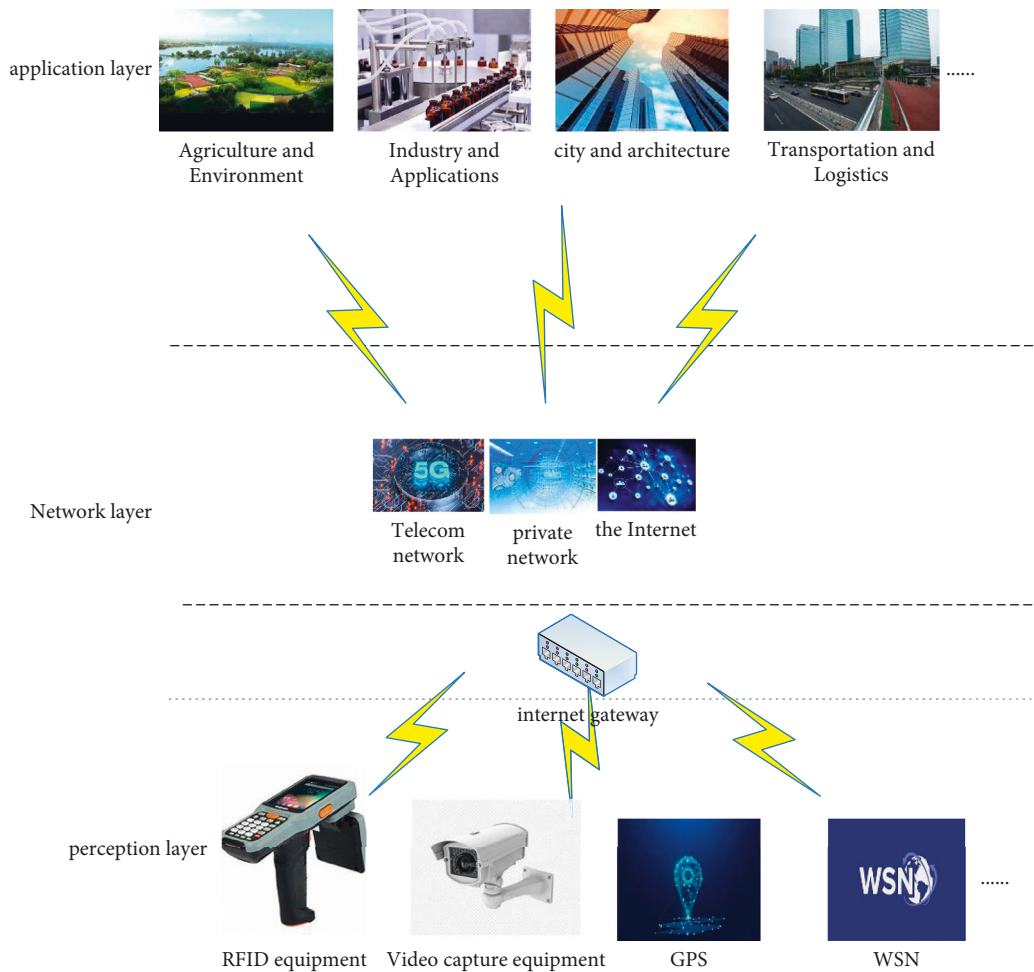 application layer
......
Agriculture and
Environment
Industry and
Applications
city and architecture
Transportation and
Logistics
5G
Network layer
Telecom
network
private
network
the Internet
internet gateway
perception layer
WSN
......
RFID equipment
Video capture equipment
GPS
WSN